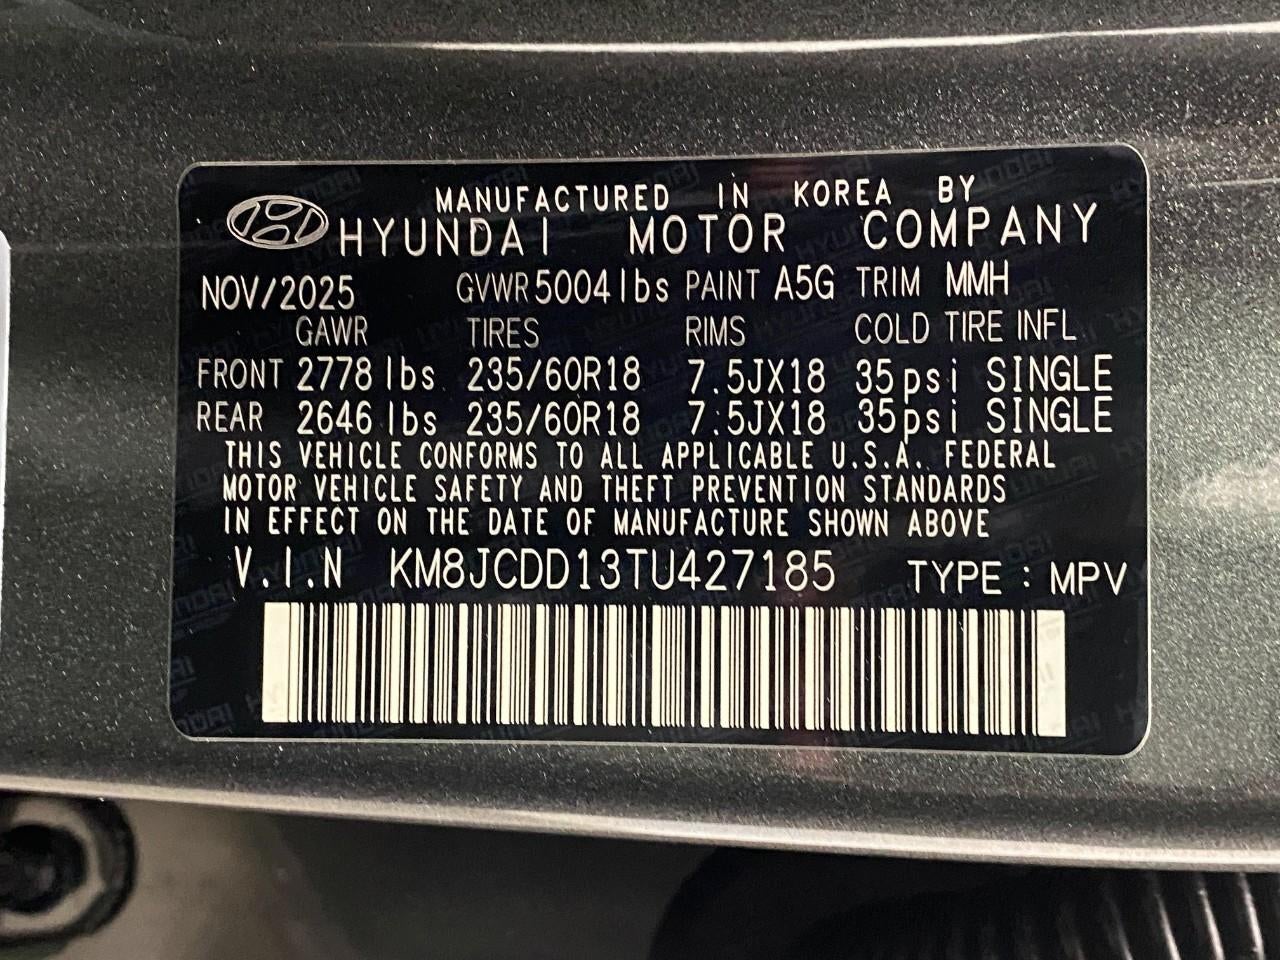 MANUFACTURED IN KOREA BY
HYUNDAI MOTOR COMPANY
NOV/2025 GVWR 5004lbs PAINT A5G TRIM MMH
GAWR TIRES RIMS COLD TIRE INFL
FRONT 2778 lbs 235/60R18 7.5JX18 35psi SINGLE
REAR 2646 lbs 235/60R18 7.5JX18 35psi SINGLE
THIS VEHICLE CONFORMS TO ALL APPLICABLE U.S.A. FEDERAL
MOTOR VEHICLE SAFETY AND THEFT PREVENTION STANDARDS
IN EFFECT ON THE DATE OF MANUFACTURE SHOWN ABOVE
V.I.N KM8JCDD13TU427185 TYPE : MPV